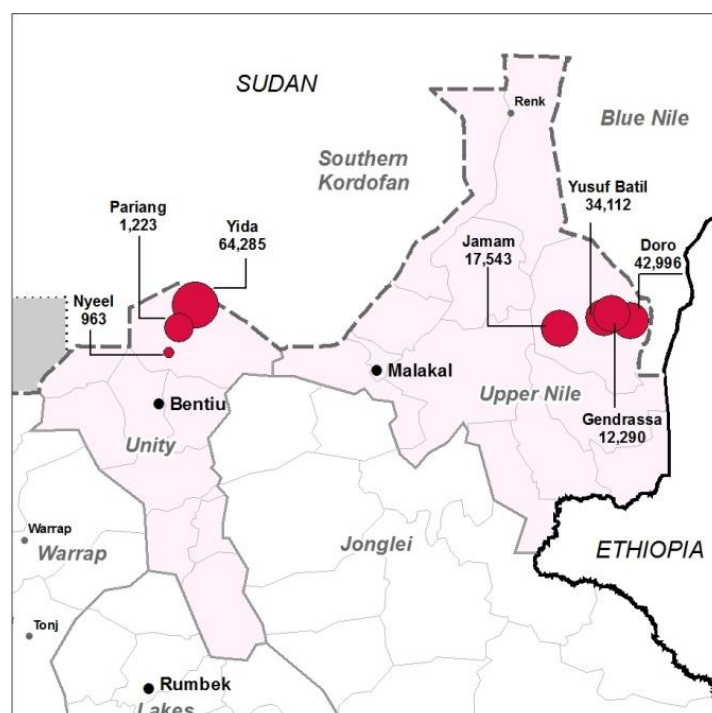 SUDAN
Renk
Blue Nile
Southern
Kordofan
Yusuf Batil
34,112
Pariang
1,223
Yida
64,285
Jamam
17,543
Doro
42,996
Nyeel
963
Malakal
Bentiu
Upper Nile
Gendrassa
12,290
Unity
Warrap
Warrap
Jonglei
ETHIOPIA
Tonj
Rumbek
Lakes